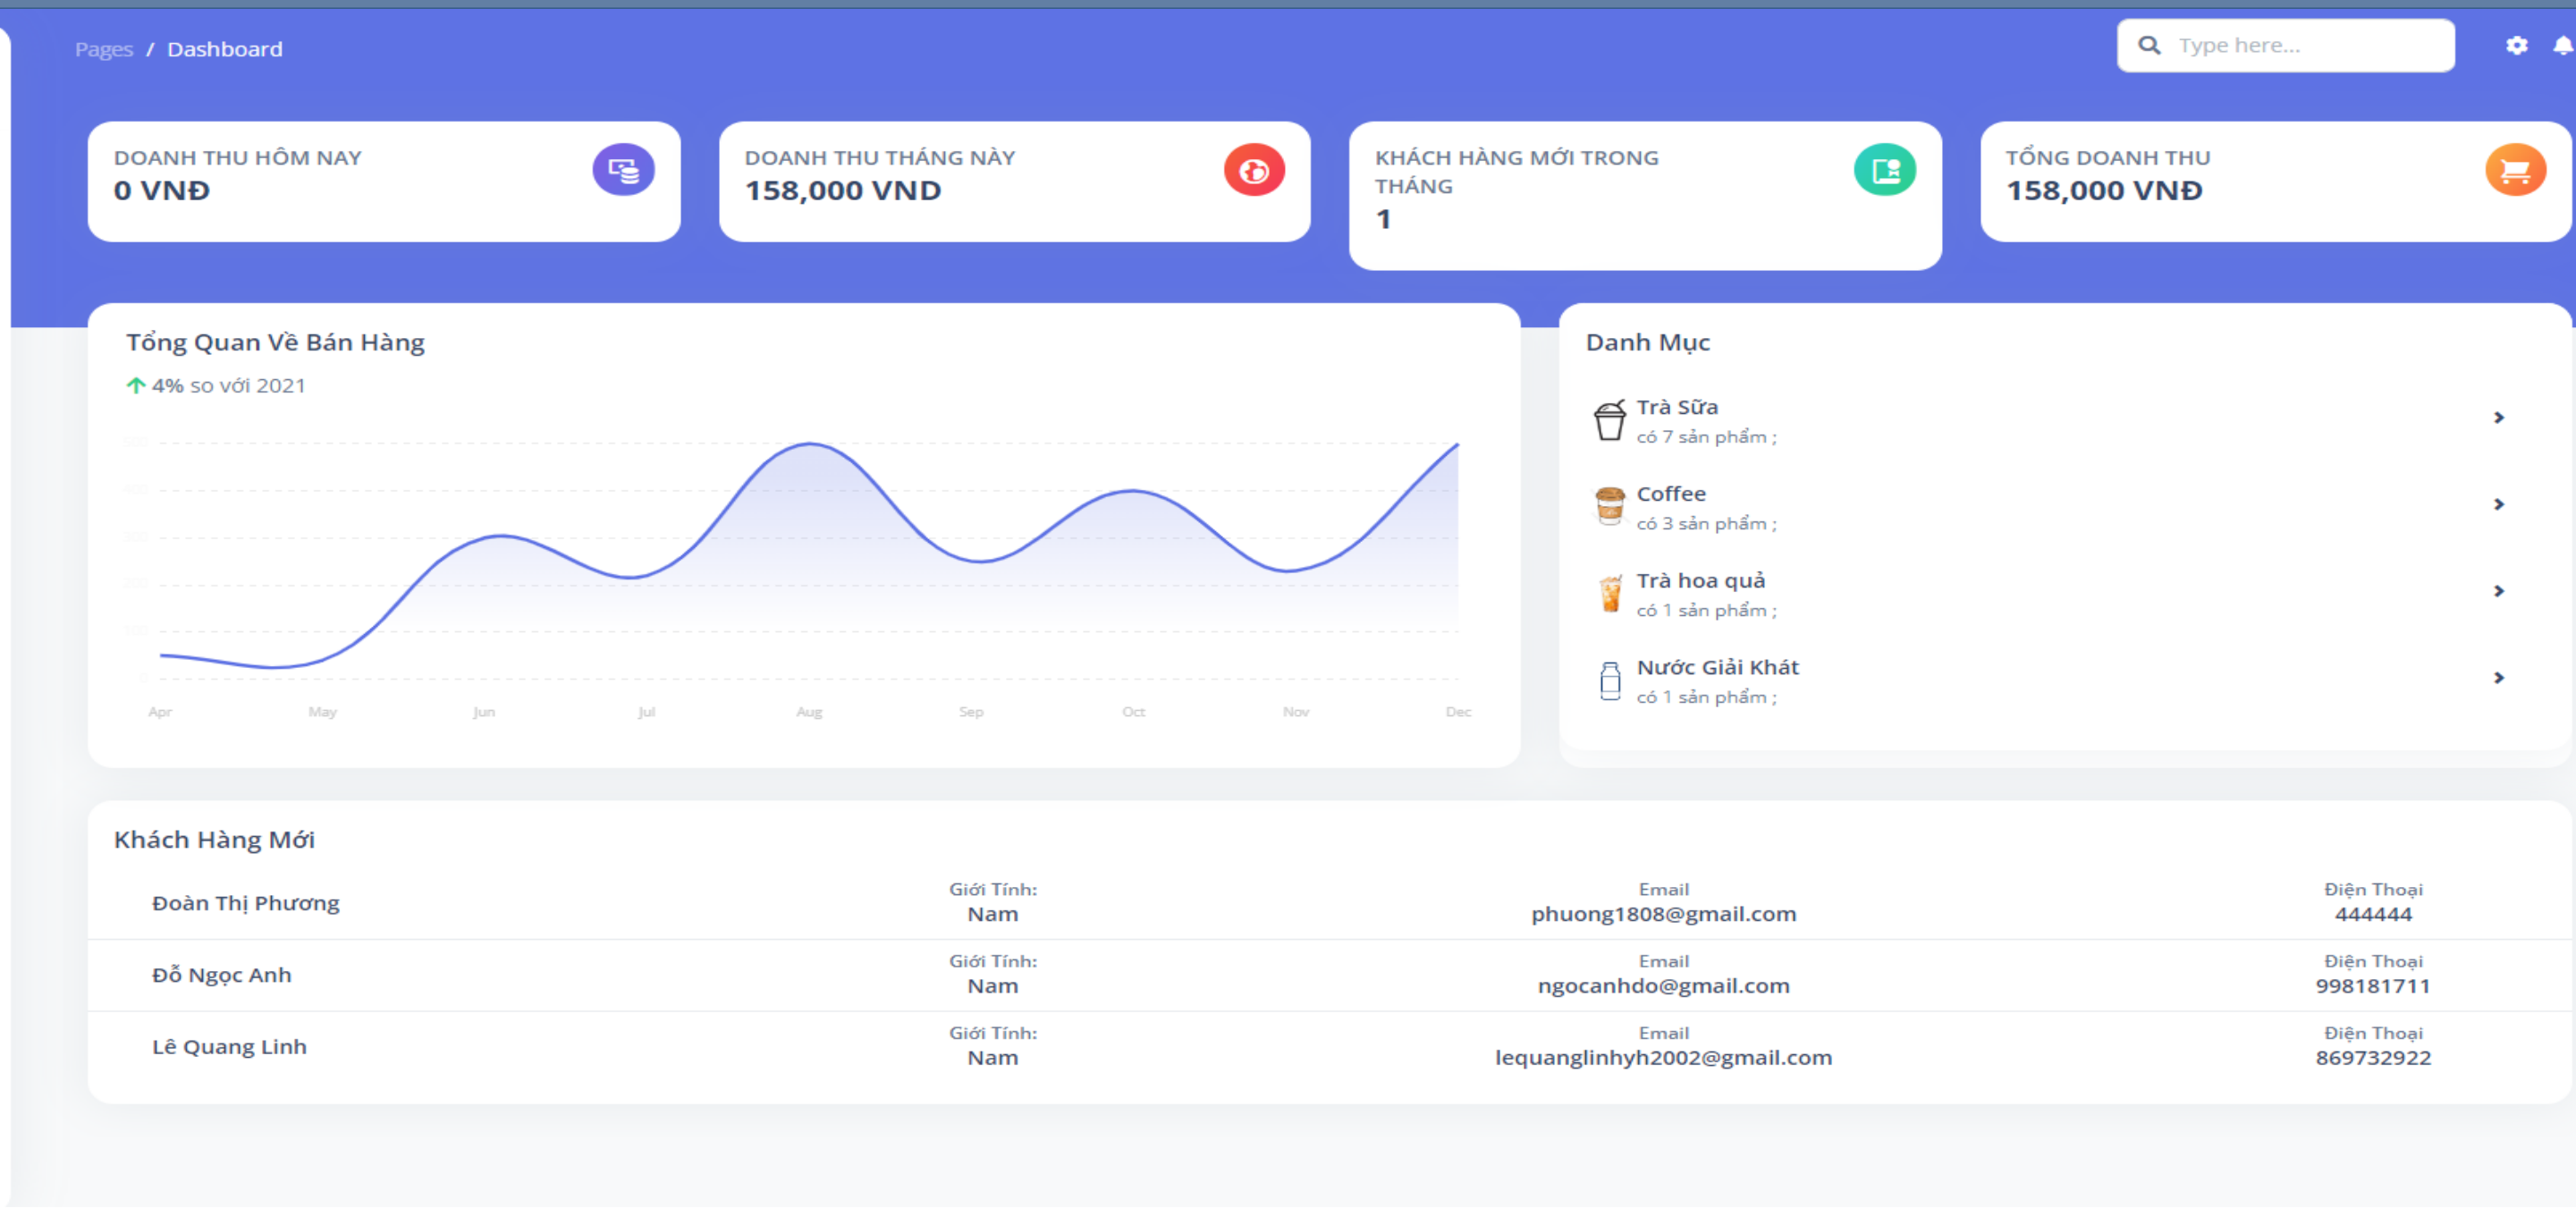 Pages / Dashboard
Type here...
DOANH THU HÔM NAY
0 VNĐ
DOANH THU THÁNG NÀY
158,000 VND
KHÁCH HÀNG MỚI TRONG
THÁNG
1
TỔNG DOANH THU
158,000 VNĐ
Tổng Quan Về Bán Hàng
4% so với 2021
500
400
300
200
100
0
Apr May Jun Jul Aug Sep Oct Nov Dec
Danh Mục
Trà Sữa
có 7 sản phẩm ;
Coffee
có 3 sản phẩm ;
Trà hoa quả
có 1 sản phẩm ;
Nước Giải Khát
có 1 sản phẩm ;
Khách Hàng Mới
Đoàn Thị Phương
Giới Tính:
Nam
Email
phuong1808@gmail.com
Điện Thoại
444444
Đỗ Ngọc Anh
Giới Tính:
Nam
Email
ngocanhdo@gmail.com
Điện Thoại
998181711
Lê Quang Linh
Giới Tính:
Nam
Email
lequanglinhyh2002@gmail.com
Điện Thoại
869732922